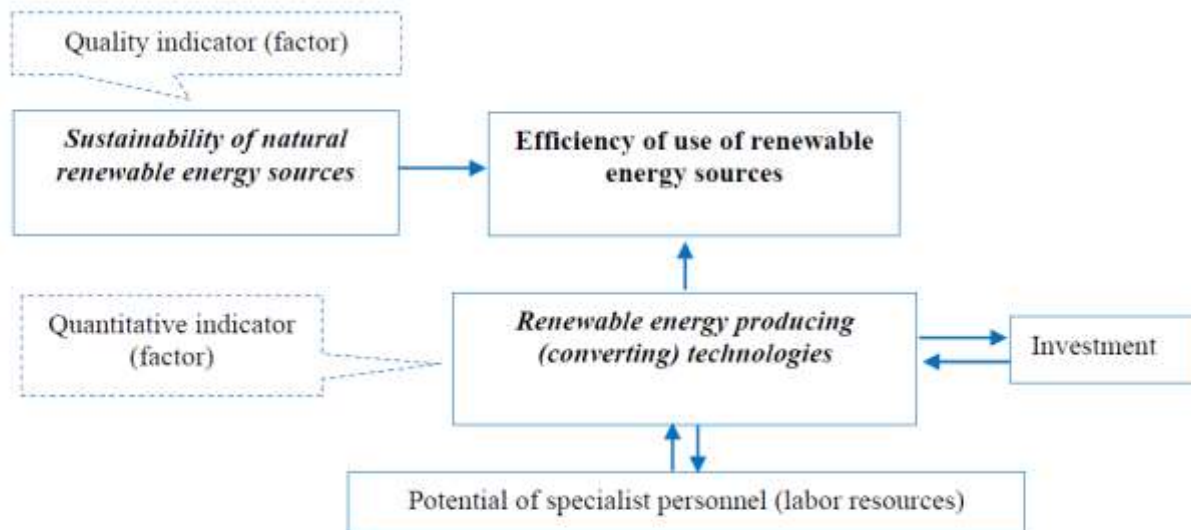 Quality indicator (factor)
Sustainability of natural
renewable energy sources
Efficiency of use of renewable
energy sources
Quantitative indicator
(factor)
Renewable energy producing
(converting) technologies
Investment
Potential of specialist personnel (labor resources)